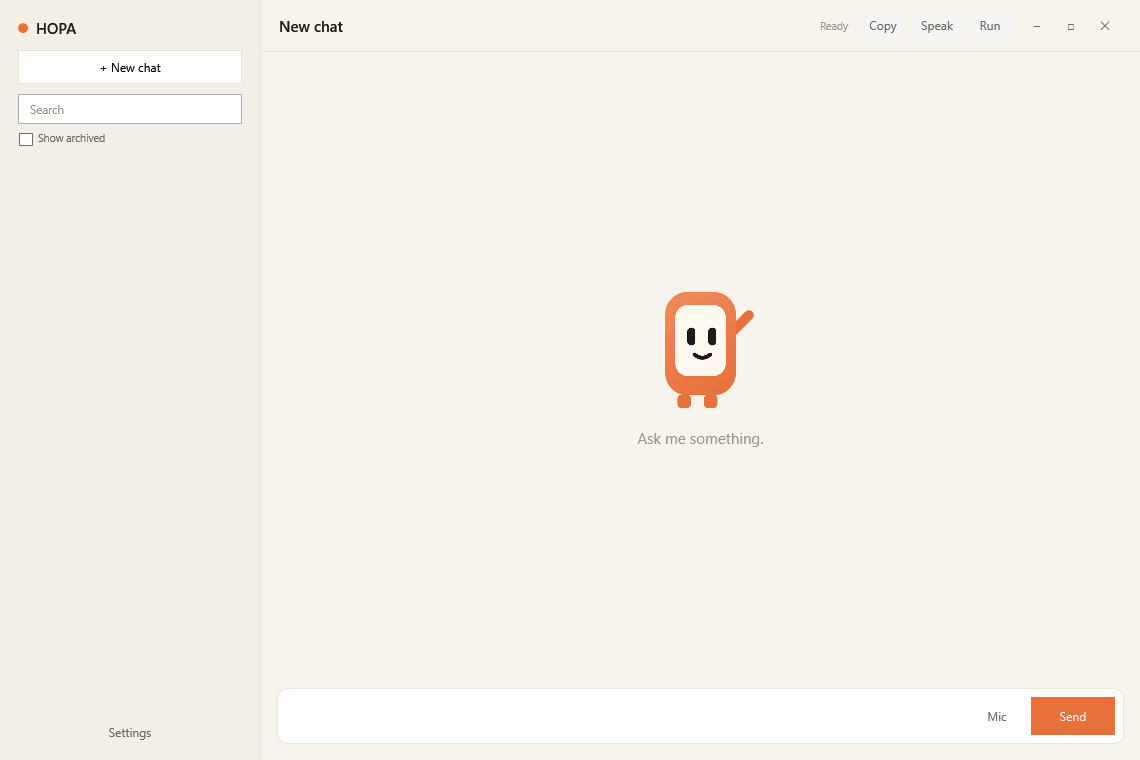 HOPA
+ New chat
Search
Show archived
Settings
New chat
Ready
Copy
Speak
Run
Ask me something.
Mic
Send